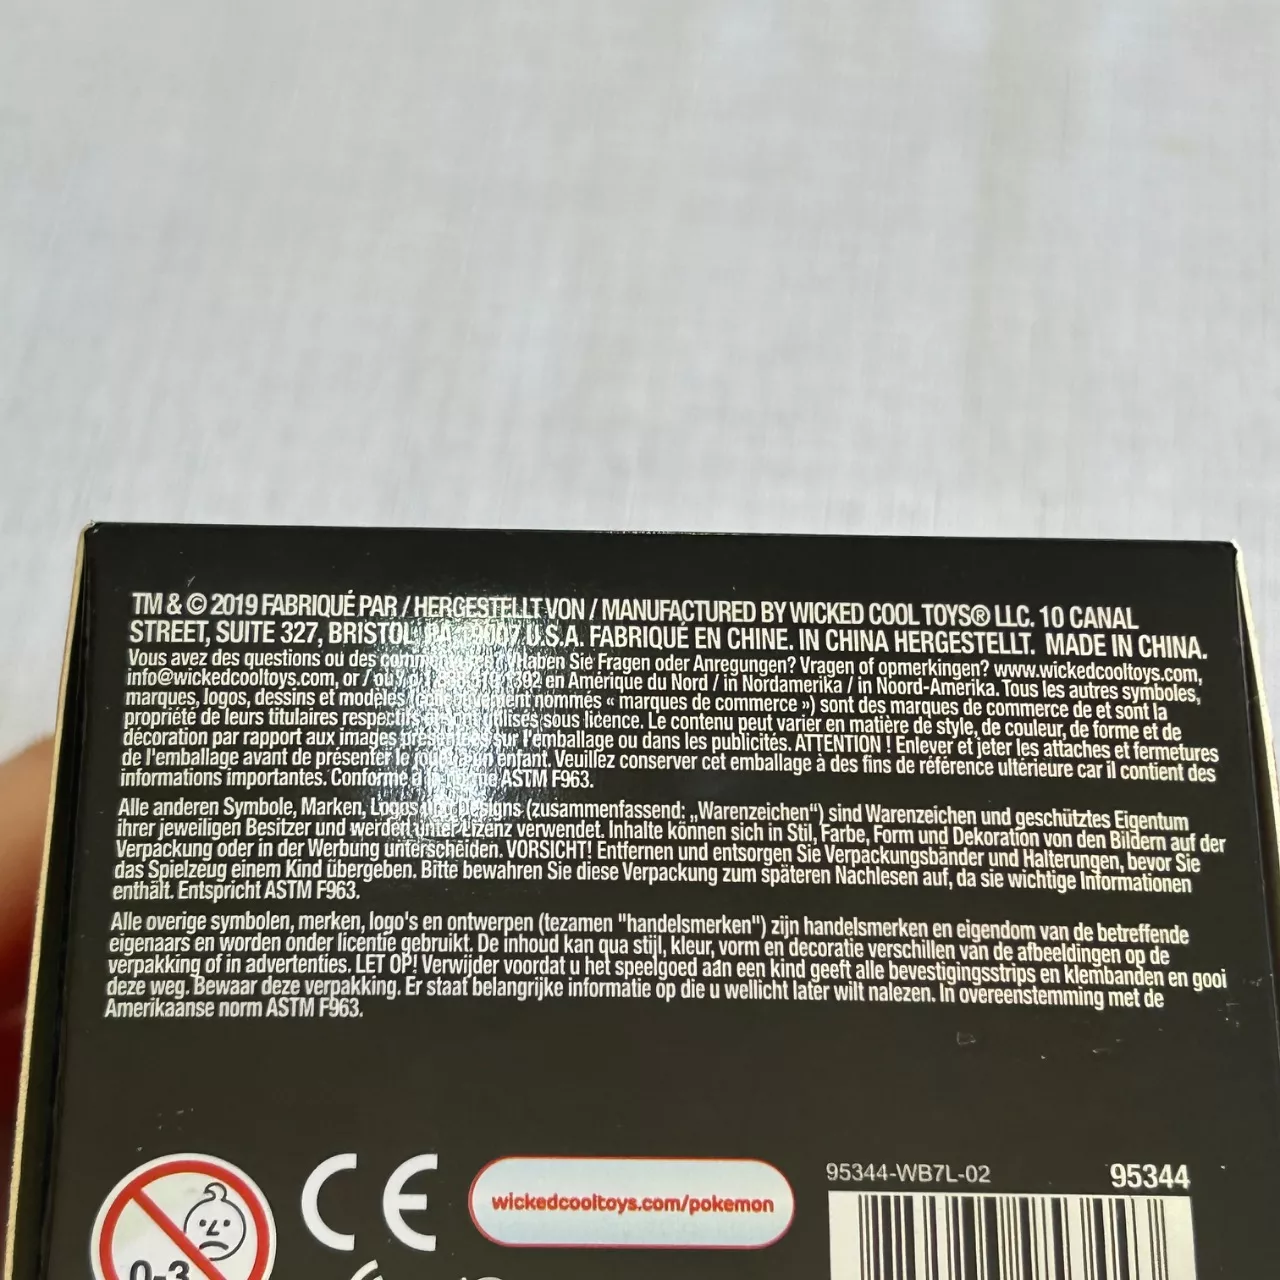 TM & © 2019 FABRIQUÉ PAR / HERGESTELLT VON / MANUFACTURED BY WICKED COOL TOYS® LLC. 10 CANAL
STREET, SUITE 327, BRISTOL, PA 19007 U.S.A. FABRIQUÉ EN CHINE. IN CHINA HERGESTELLT. MADE IN CHINA.
Vous avez des questions ou des Haben Sie Fragen oder Anregungen? Vragen of opmerkingen? www.wickedcooltoys.com,
info@wickedcooltoys.com, or / ou en Amérique du Nord / in Nordamerika / in Noord-Amerika. Tous les autres symboles,
marques, logos, dessins et modèles nommés « marques de commerce ») sont des marques de commerce de et sont la
propriété de leurs titulaires respectifs et sont utilisés sous licence. Le contenu peut varier en matière de style, de couleur, de forme et de
décoration par rapport aux images présentées sur l'emballage ou dans les publicités. ATTENTION ! Enlever et jeter les attaches et fermetures
de l'emballage avant de présenter le jouet à un enfant. Veuillez conserver cet emballage à des fins de référence ultérieure car il contient des
informations importantes. Conforme à la norme ASTM F963.
Alle anderen Symbole, Marken, Logos und Designs (zusammenfassend: „Warenzeichen“) sind Warenzeichen und geschütztes Eigentum
ihrer jeweiligen Besitzer und werden unter Lizenz verwendet. Inhalte können sich in Stil, Farbe, Form und Dekoration von den Bildern auf der
Verpackung oder in der Werbung unterscheiden. VORSICHT! Entfernen und entsorgen Sie Verpackungsbänder und Halterungen, bevor Sie
das Spielzeug einem Kind übergeben. Bitte bewahren Sie diese Verpackung zum späteren Nachlesen auf, da sie wichtige Informationen
enthält. Entspricht ASTM F963.
Alle overige symbolen, merken, logo's en ontwerpen (tezamen "handelsmerken") zijn handelsmerken en eigendom van de betreffende
eigenaars en worden onder licentie gebruikt. De inhoud kan qua stijl, kleur, vorm en decoratie verschillen van de afbeeldingen op de
verpakking of in advertenties. LET OP! Verwijder voordat u het speelgoed aan een kind geeft alle bevestigingsstrips en klembanden en gooi
deze weg. Bewaar deze verpakking. Er staat belangrijke informatie op die u wellicht later wilt nalezen. In overeenstemming met de
Amerikaanse norm ASTM F963.
0-3
CE
wickedcooltoys.com/pokemon
95344-WB7L-02
95344